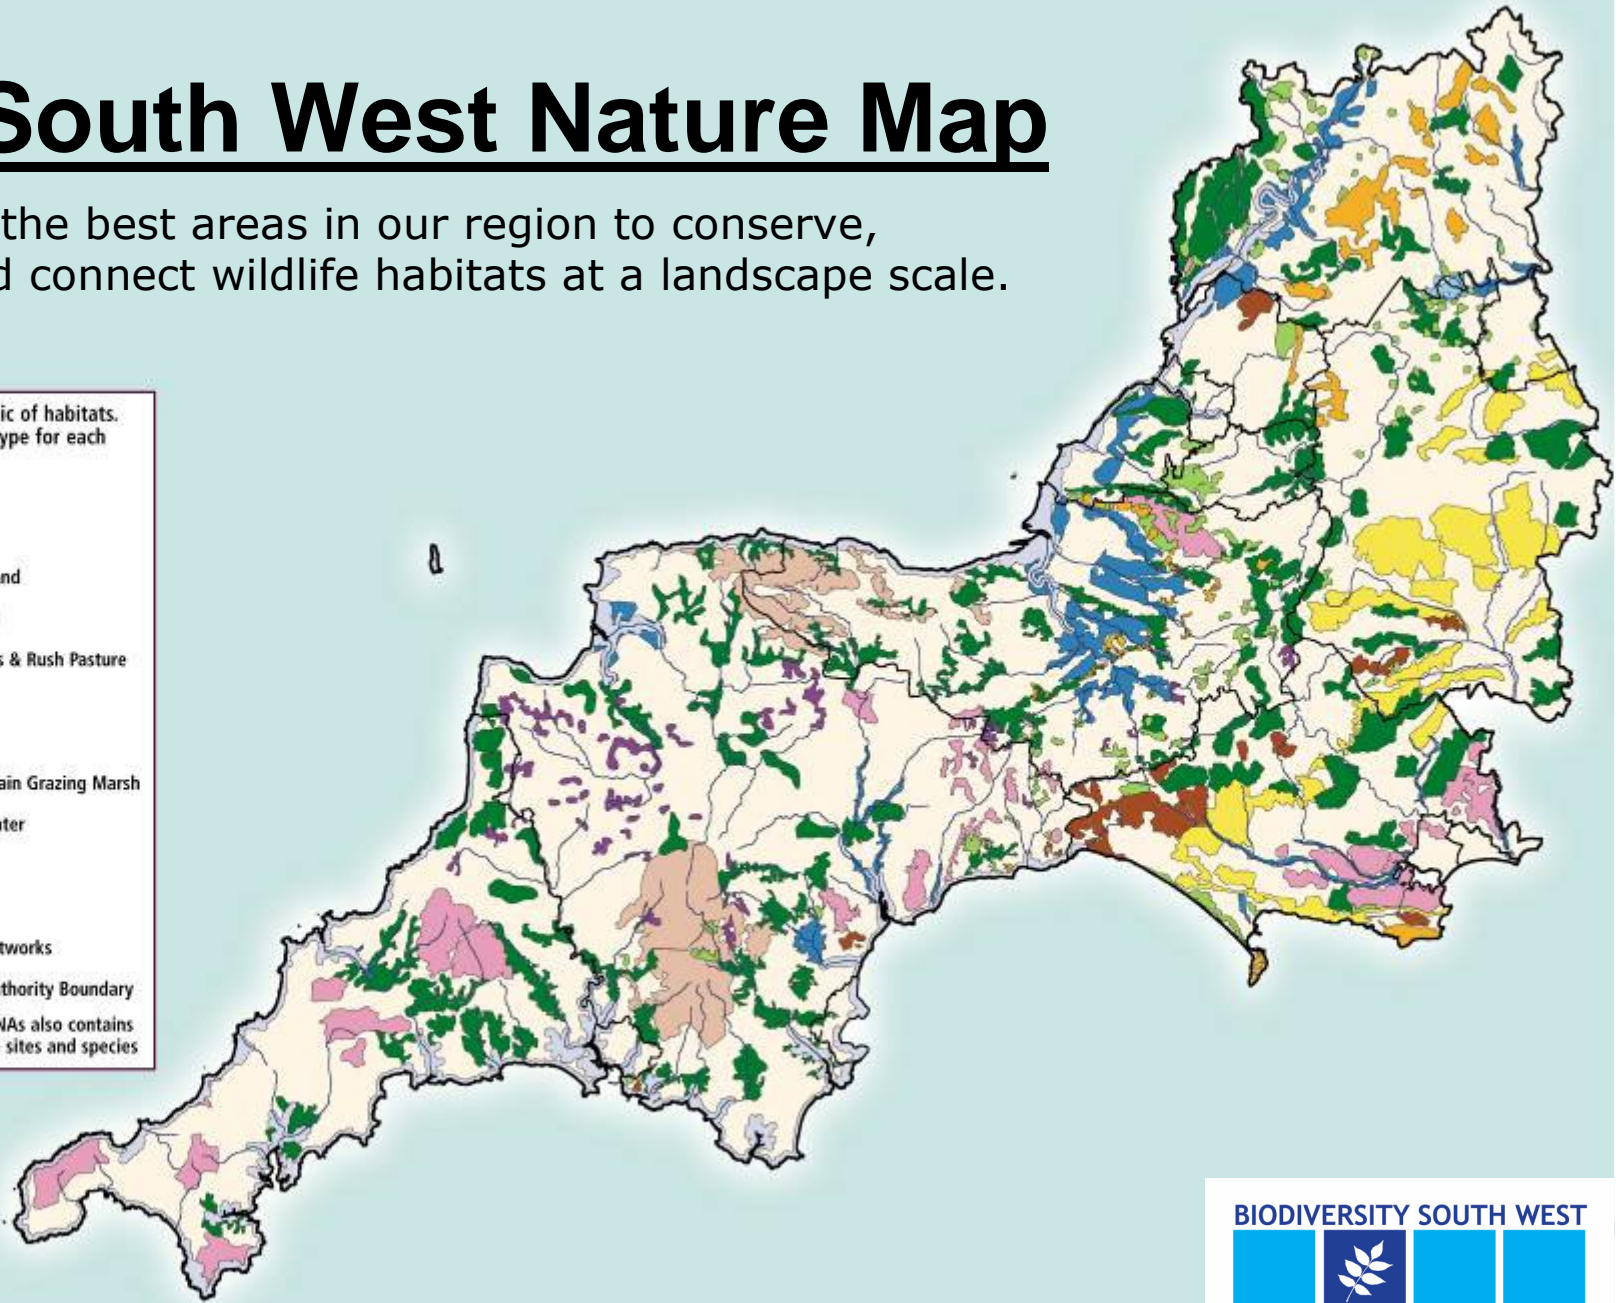 South West Nature Map
the best areas in our region to conserve,
d connect wildlife habitats at a landscape scale.
ic of habitats.
ype for each
nd
s & Rush Pasture
ain Grazing Marsh
ter
tworks
thority Boundary
NAs also contains
sites and species
BIODIVERSITY SOUTH WEST